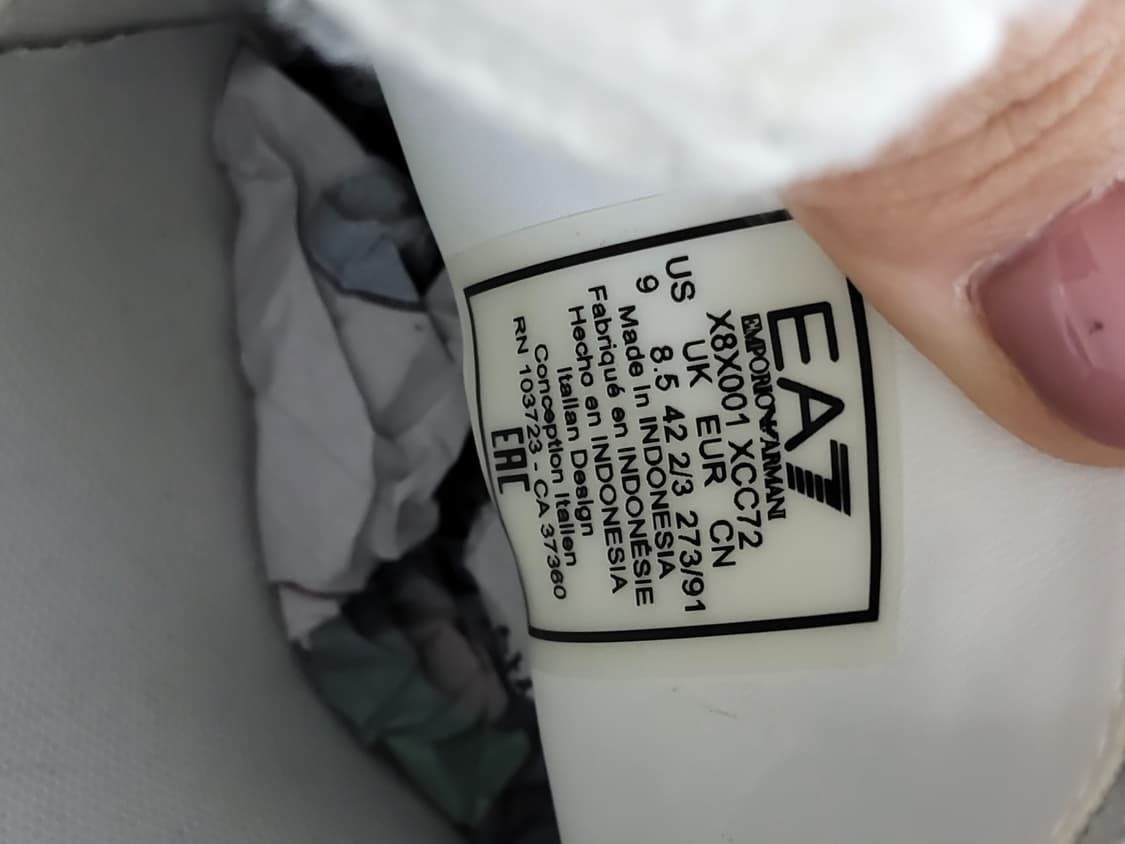 EA7
EMPORIO ARMANI
X8X001 XCC72
US UK EUR CN
9 8.5 42 2/3 273/91
Made in INDONESIA
Fabriqué en INDONÉSIE
Hecho en INDONESIA
Italian Design
Conception Italien
RN 103723 - CA 37360
EAC